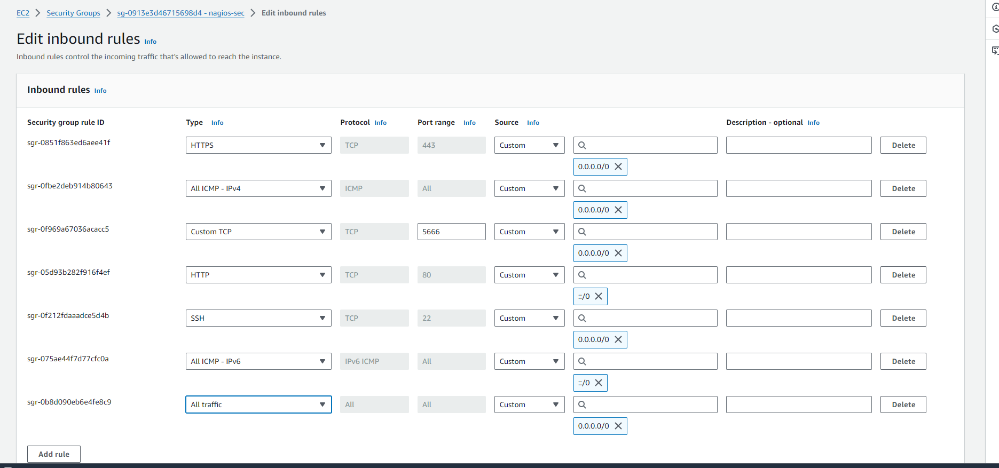 EC2 > Security Groups > sg-0913e3d46715698d4 - nagios-sec > Edit inbound rules
Edit inbound rules Info
Inbound rules control the incoming traffic that's allowed to reach the instance.
Inbound rules Info
Security group rule ID Type Info Protocol Info Port range Info Source Info Description - optional Info
sgr-0851f863ed6aee41f HTTPS TCP 443 Custom Delete
0.0.0.0/0
sgr-0fbe2deb914b80643 All ICMP - IPv4 ICMP All Custom Delete
0.0.0.0/0
sgr-0f969a67036acacc5 Custom TCP TCP 5666 Custom Delete
0.0.0.0/0
sgr-05d93b282f916f4ef HTTP TCP 80 Custom Delete
::/0
sgr-0f212fdaaadce5d4b SSH TCP 22 Custom Delete
0.0.0.0/0
sgr-075ae44f7d77cfc0a All ICMP - IPv6 IPv6 ICMP All Custom Delete
::/0
sgr-0b8d090eb6e4fe8c9 All traffic All All Custom Delete
0.0.0.0/0
Add rule